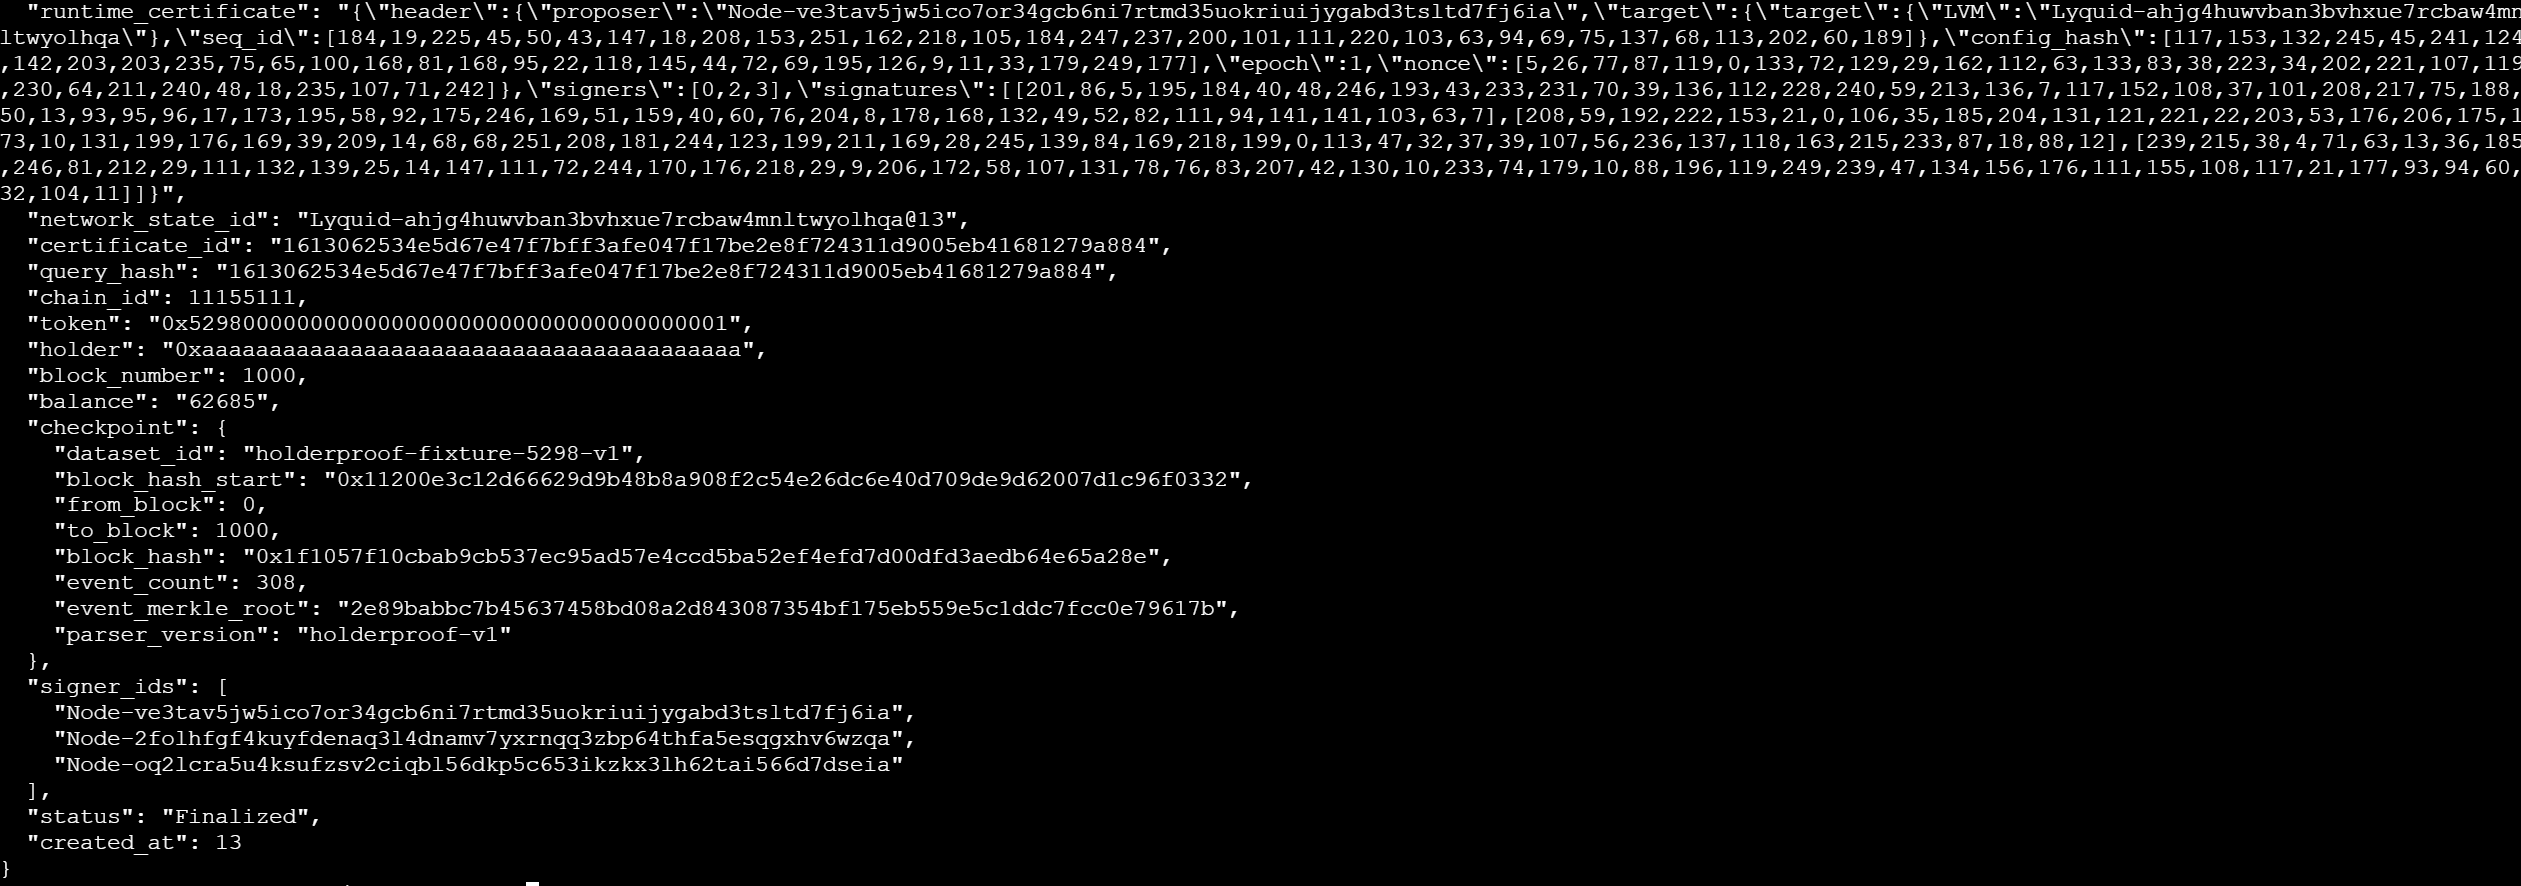 "runtime_certificate": "{\"header\":{\"proposer\":\"Node-ve3tav5jw5ico7or34gcb6ni7rtmd35uokriuijygabd3tsltd7fj6ia\",\"target\":{\"target\":{\"LVM\":\"Lyquid-ahjg4huwvban3bvhxue7rcbaw4mn
ltwyolhqa\"},\"seq_id\":[184,19,225,45,50,43,147,18,208,153,251,162,218,105,184,247,237,200,101,111,220,103,63,94,69,75,137,68,113,202,60,189]},\"config_hash\":[117,153,132,245,45,241,124
,142,203,203,235,75,65,100,168,81,168,95,22,118,145,44,72,69,195,126,9,11,33,179,249,177],\"epoch\":1,\"nonce\":[5,26,77,87,119,0,133,72,129,29,162,112,63,133,83,38,223,34,202,221,107,119
,230,64,211,240,48,18,235,107,71,242]},\"signers\":[0,2,3],\"signatures\":[[201,86,5,195,184,40,48,246,193,43,233,231,70,39,136,112,228,240,59,213,136,7,117,152,108,37,101,208,217,75,188,
50,13,93,95,96,17,173,195,58,92,175,246,169,51,159,40,60,76,204,8,178,168,132,49,52,82,111,94,141,141,103,63,7],[208,59,192,222,153,21,0,106,35,185,204,131,121,221,22,203,53,176,206,175,1
73,10,131,199,176,169,39,209,14,68,68,251,208,181,244,123,199,211,169,28,245,139,84,169,218,199,0,113,47,32,37,39,107,56,236,137,118,163,215,233,87,18,88,12],[239,215,38,4,71,63,13,36,185
,246,81,212,29,111,132,139,25,14,147,111,72,244,170,176,218,29,9,206,172,58,107,131,78,76,83,207,42,130,10,233,74,179,10,88,196,119,249,239,47,134,156,176,111,155,108,117,21,177,93,94,60,
32,104,11]]}",
  "network_state_id": "Lyquid-ahjg4huwvban3bvhxue7rcbaw4mnltwyolhqa@13",
  "certificate_id": "1613062534e5d67e47f7bff3afe047f17be2e8f724311d9005eb41681279a884",
  "query_hash": "1613062534e5d67e47f7bff3afe047f17be2e8f724311d9005eb41681279a884",
  "chain_id": 11155111,
  "token": "0x5298000000000000000000000000000000000001",
  "holder": "0xaaaaaaaaaaaaaaaaaaaaaaaaaaaaaaaaaaaaaaaa",
  "block_number": 1000,
  "balance": "62685",
  "checkpoint": {
    "dataset_id": "holderproof-fixture-5298-v1",
    "block_hash_start": "0x11200e3c12d66629d9b48b8a908f2c54e26dc6e40d709de9d62007d1c96f0332",
    "from_block": 0,
    "to_block": 1000,
    "block_hash": "0x1f1057f10cbab9cb537ec95ad57e4ccd5ba52ef4efd7d00dfd3aedb64e65a28e",
    "event_count": 308,
    "event_merkle_root": "2e89babbc7b45637458bd08a2d843087354bf175eb559e5c1ddc7fcc0e79617b",
    "parser_version": "holderproof-v1"
  },
  "signer_ids": [
    "Node-ve3tav5jw5ico7or34gcb6ni7rtmd35uokriuijygabd3tsltd7fj6ia",
    "Node-2folhfgf4kuyfdenaq3l4dnamv7yxrnqq3zbp64thfa5esqgxhv6wzqa",
    "Node-oq2lcra5u4ksufzsv2ciqbl56dkp5c653ikzkx3lh62tai566d7dseia"
  ],
  "status": "Finalized",
  "created_at": 13
}